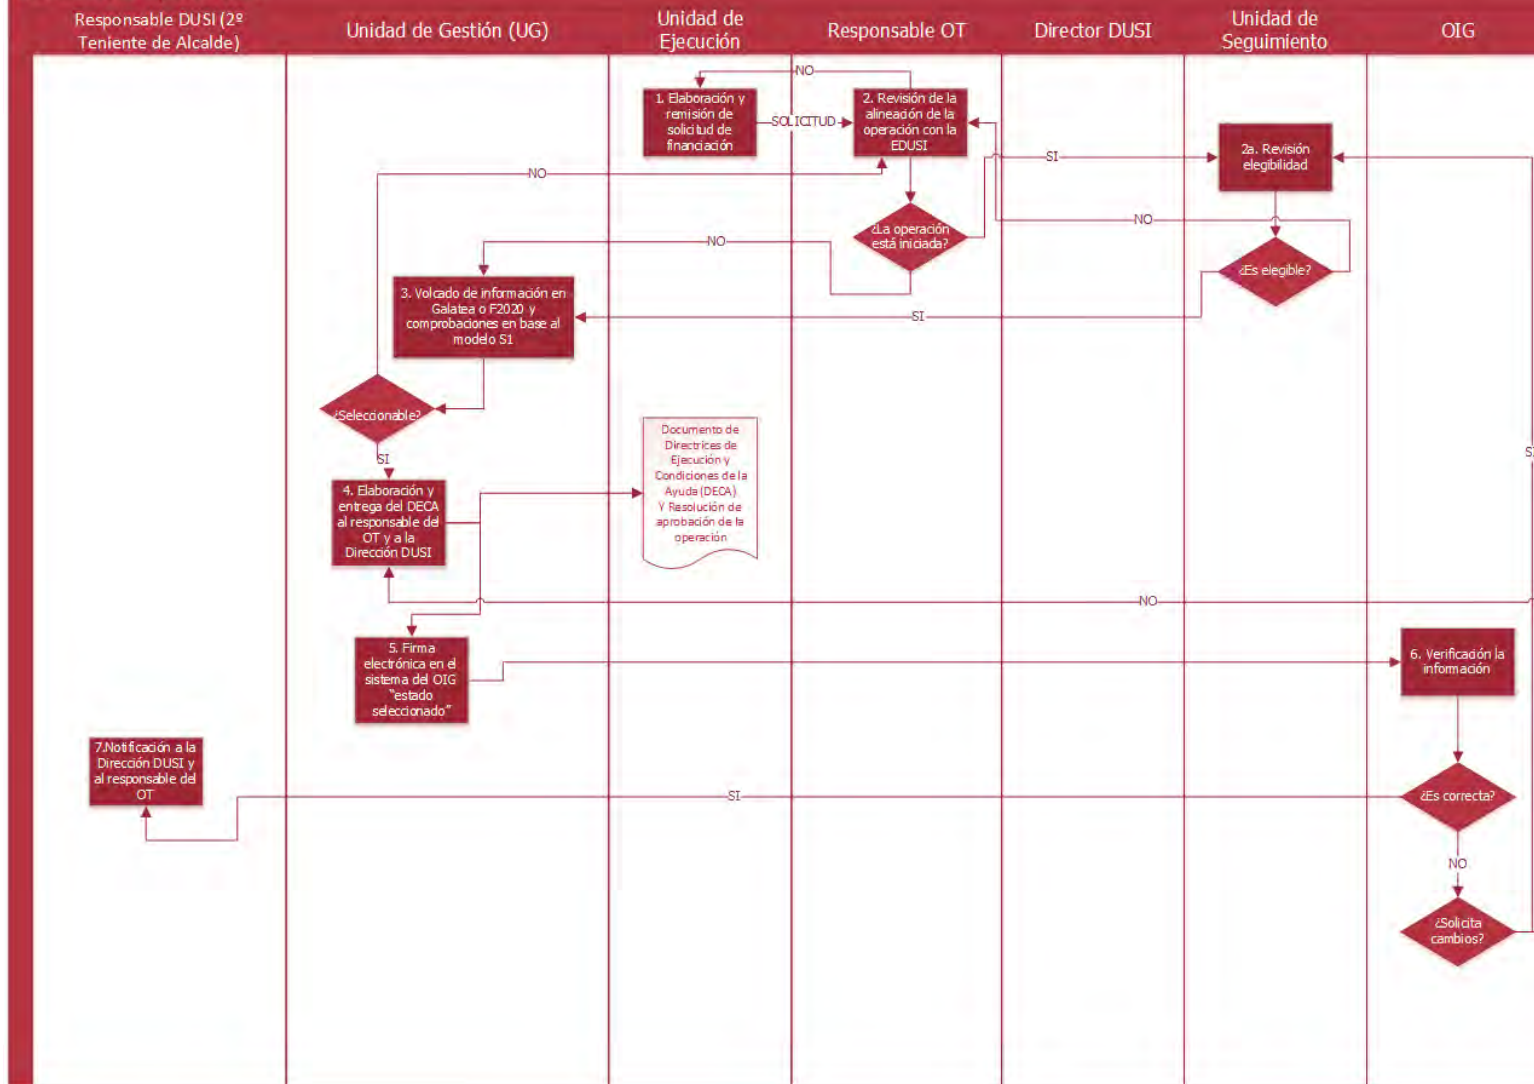 Responsable DUSI (2º
Teniente de Alcalde)
Unidad de Gestión (UG)
Unidad de
Ejecución
Responsable OT
Director DUSI
Unidad de
Seguimiento
OIG
NO
1. Elaboración y
remisión de
solicitud de
financiación
SOLICITUD
2. Revisión de la
alineación de la
operación con la
EDUSI
SI
2a. Revisión
elegibilidad
NO
¿La operación
está iniciada?
NO
NO
¿Es elegible?
3. Volcado de información en
Galatea o F2020 y
comprobaciones en base al
modelo S1
SI
¿Seleccionable?
SI
Documento de
Directrices de
Ejecución y
Condiciones de la
Ayuda (DECA)
Y Resolución de
aprobación de la
operación
SI
4. Elaboración y
entrega del DECA
al responsable del
OT y a la
Dirección DUSI
NO
5. Firma
electrónica en el
sistema del OIG
"estado
seleccionado"
6. Verificación la
información
7.Notificación a la
Dirección DUSI y
al responsable del
OT
SI
¿Es correcta?
NO
¿Solicita
cambios?